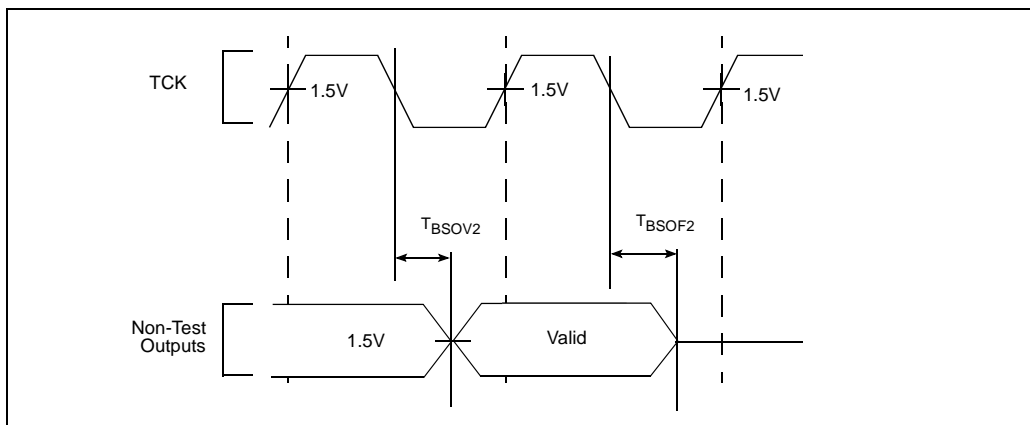 TCK
1.5V
1.5V
1.5V
TBSOV2
TBSOF2
Non-Test
Outputs
1.5V
Valid